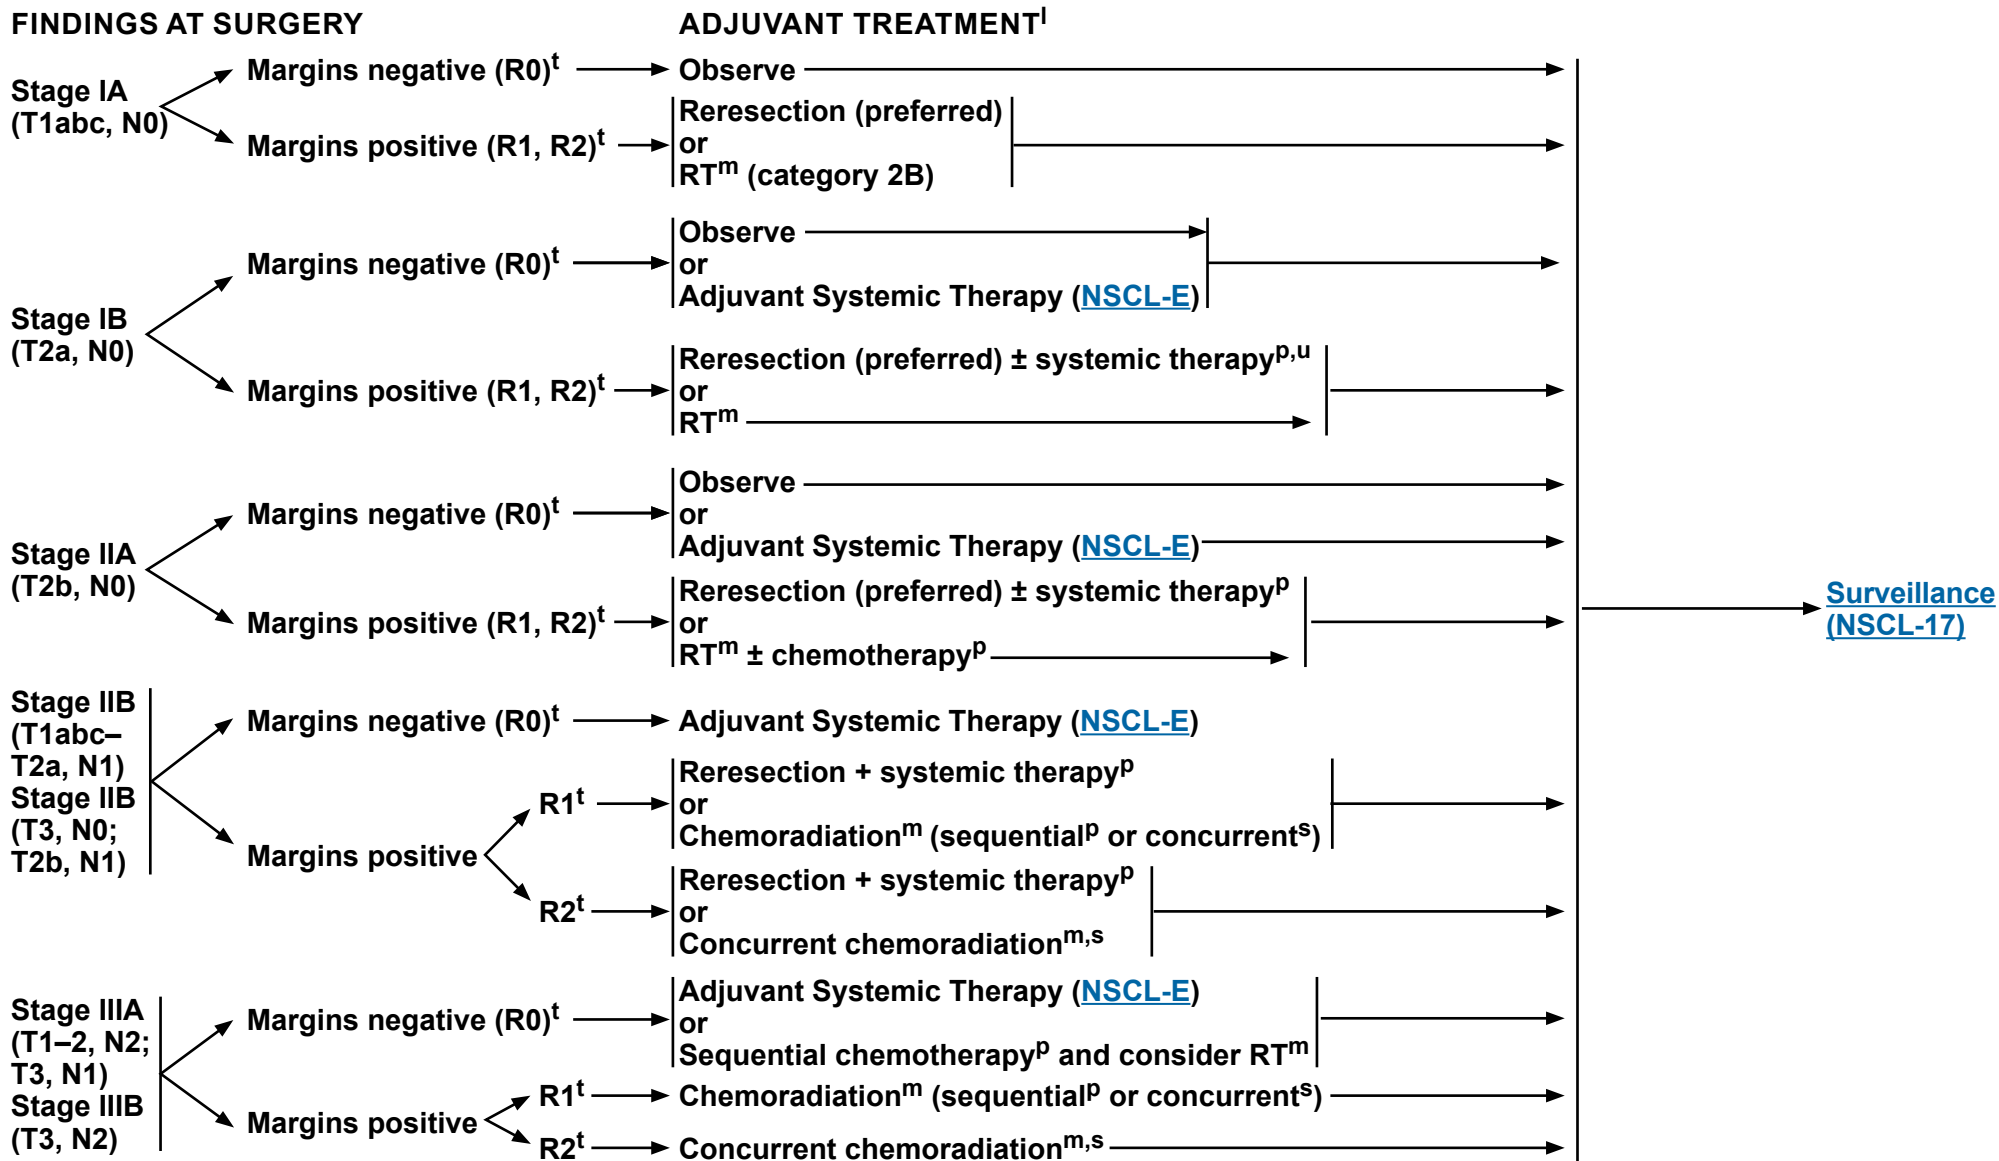 FINDINGS AT SURGERY
ADJUVANT TREATMENTl
Stage IA
(T1abc, N0)
Margins negative (R0)t
Observe
Margins positive (R1, R2)t
Reresection (preferred)
or
RTm (category 2B)
Stage IB
(T2a, N0)
Margins negative (R0)t
Observe
or
Adjuvant Systemic Therapy (NSCL-E)
Margins positive (R1, R2)t
Reresection (preferred) ± systemic therapyp,u
or
RTm
Stage IIA
(T2b, N0)
Margins negative (R0)t
Observe
or
Adjuvant Systemic Therapy (NSCL-E)
Margins positive (R1, R2)t
Reresection (preferred) ± systemic therapyp
or
RTm ± chemotherapyp
Stage IIB
(T1abc–
T2a, N1)
Stage IIB
(T3, N0;
T2b, N1)
Margins negative (R0)t
Adjuvant Systemic Therapy (NSCL-E)
Margins positive
R1t
Reresection + systemic therapyp
or
Chemoradiationm (sequentialp or concurrents)
R2t
Reresection + systemic therapyp
or
Concurrent chemoradiationm,s
Stage IIIA
(T1–2, N2;
T3, N1)
Stage IIIB
(T3, N2)
Margins negative (R0)t
Adjuvant Systemic Therapy (NSCL-E)
or
Sequential chemotherapyp and consider RTm
Margins positive
R1t
Chemoradiationm (sequentialp or concurrents)
R2t
Concurrent chemoradiationm,s
Surveillance
(NSCL-17)